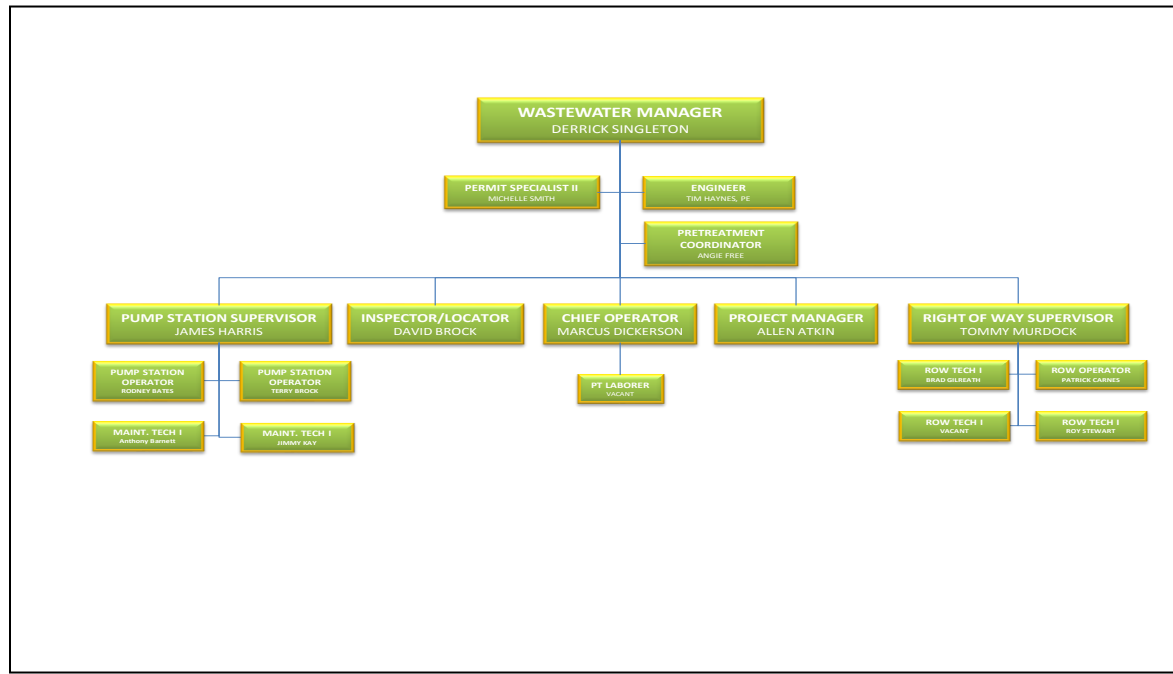 WASTEWATER MANAGER
DERRICK SINGLETON
PERMIT SPECIALIST II
MICHELLE SMITH
ENGINEER
TIM HAYNES, PE
PRETREATMENT
COORDINATOR
ANGIE FREE
PUMP STATION SUPERVISOR
JAMES HARRIS
INSPECTOR/LOCATOR
DAVID BROCK
CHIEF OPERATOR
MARCUS DICKERSON
PROJECT MANAGER
ALLEN ATKIN
RIGHT OF WAY SUPERVISOR
TOMMY MURDOCK
PUMP STATION
OPERATOR
RODNEY BATES
PUMP STATION
OPERATOR
TERRY BROCK
PT LABORER
VACANT
ROW TECH I
BRAD GILREATH
ROW OPERATOR
PATRICK CARNES
MAINT. TECH I
Anthony Barnett
MAINT. TECH I
JIMMY KAY
ROW TECH I
VACANT
ROW TECH I
ROY STEWART